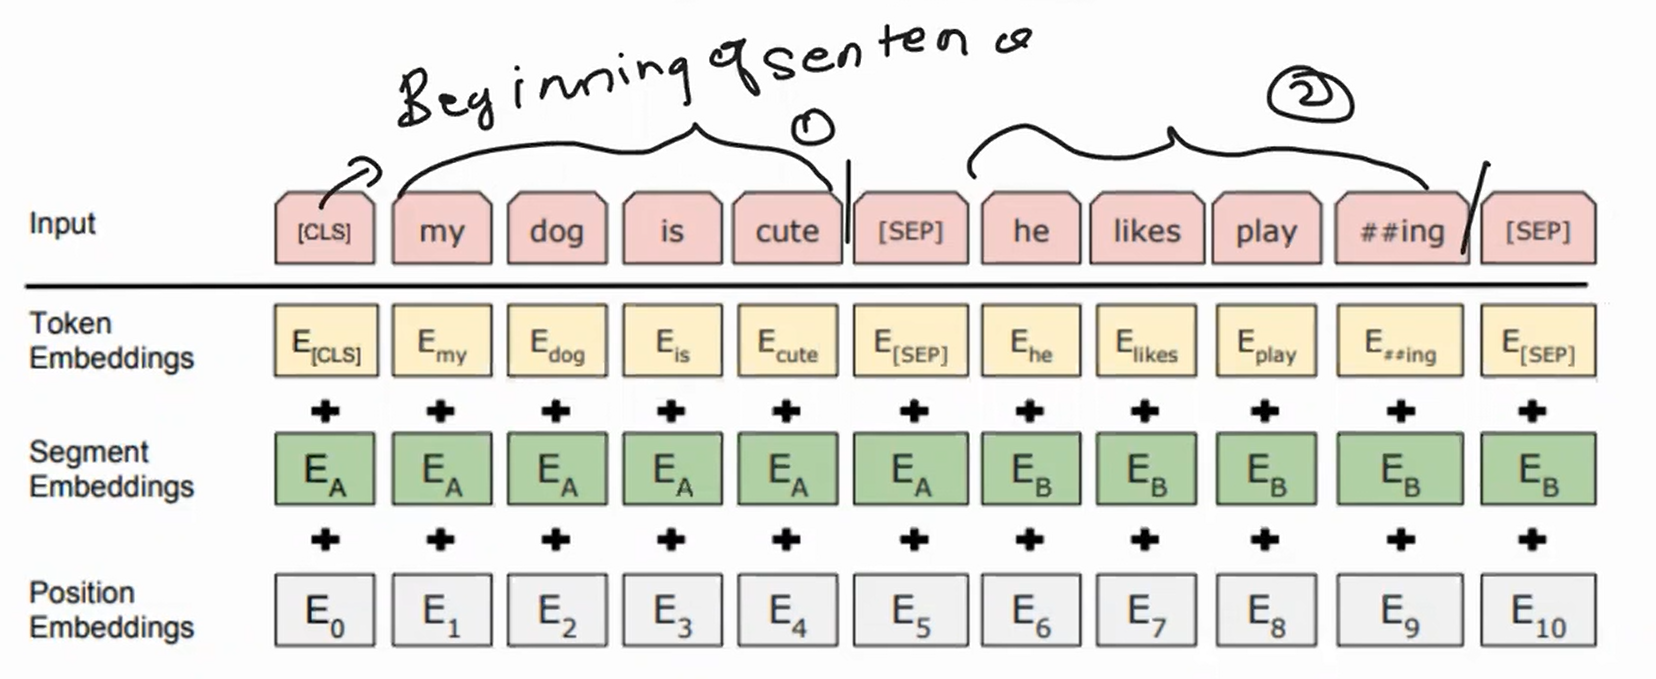 Beginning of sentence
① ②
Input [CLS] my dog is cute [SEP] he likes play ##ing [SEP]
Token
Embeddings
E[CLS] Emy Edog Eis Ecute E[SEP] Ehe Elikes Eplay E##ing E[SEP]
+ + + + + + + + + + +
Segment
Embeddings
EA EA EA EA EA EA EB EB EB EB EB
+ + + + + + + + + + +
Position
Embeddings
E0 E1 E2 E3 E4 E5 E6 E7 E8 E9 E10